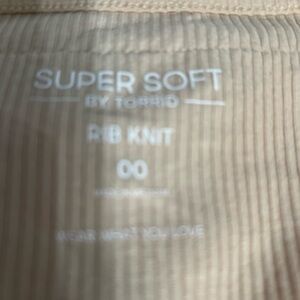 SUPER SOFT
BY TORRID
RIB KNIT
00
WEAR WHAT YOU LOVE